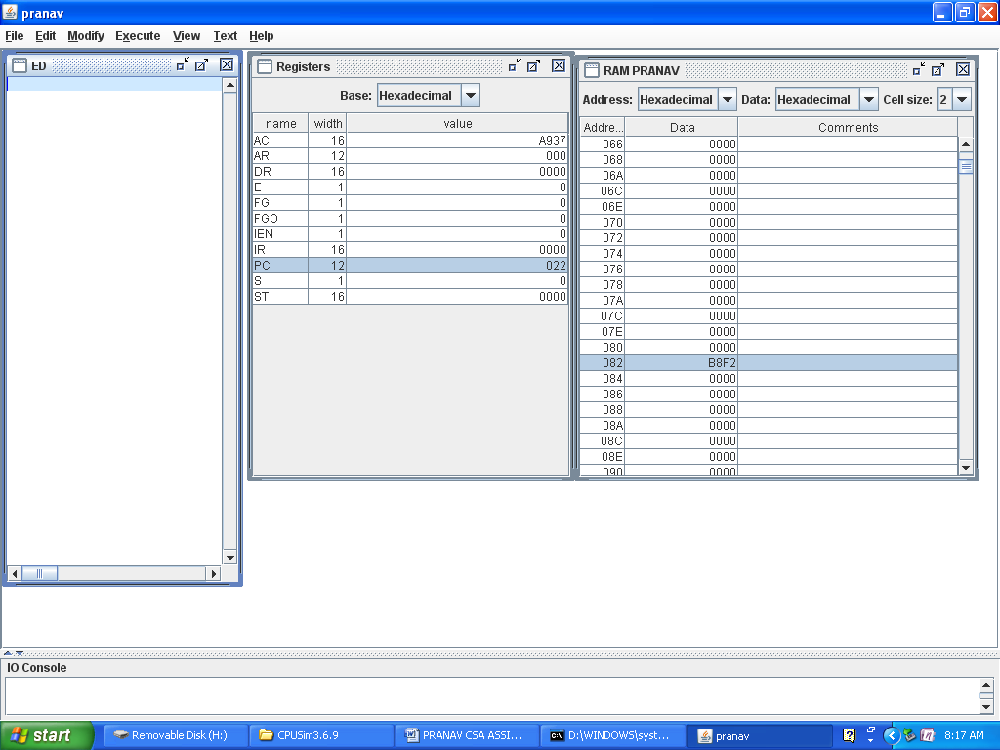 pranav
File Edit Modify Execute View Text Help
ED
Registers
Base: Hexadecimal
name width value
AC 16 A937
AR 12 000
DR 16 0000
E 1 0
FGI 1 0
FGO 1 0
IEN 1 0
IR 16 0000
PC 12 022
S 1 0
ST 16 0000
RAM PRANAV
Address: Hexadecimal Data: Hexadecimal Cell size: 2
Addre... Data Comments
066 0000
068 0000
06A 0000
06C 0000
06E 0000
070 0000
072 0000
074 0000
076 0000
078 0000
07A 0000
07C 0000
07E 0000
080 0000
082 B8F2
084 0000
086 0000
088 0000
08A 0000
08C 0000
08E 0000
090 0000
IO Console
start Removable Disk (H:) CPUSim3.6.9 PRANAV CSA ASSI... D:\WINDOWS\syst... pranav 8:17 AM